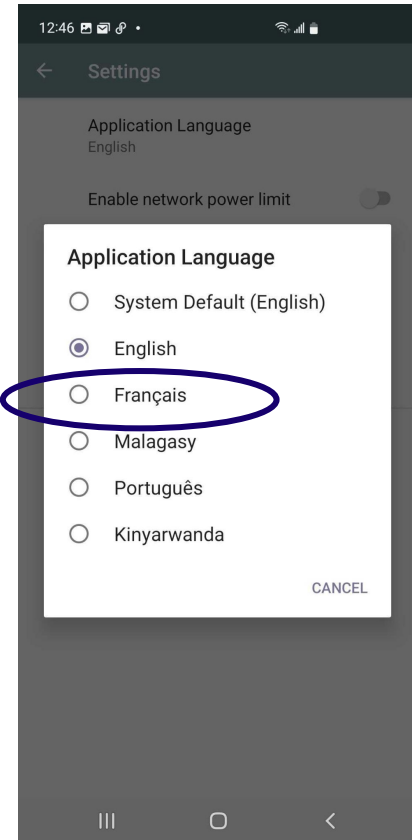 12:46
Settings
Application Language
English
Enable network power limit
Application Language
System Default (English)
English
Français
Malagasy
Português
Kinyarwanda
CANCEL